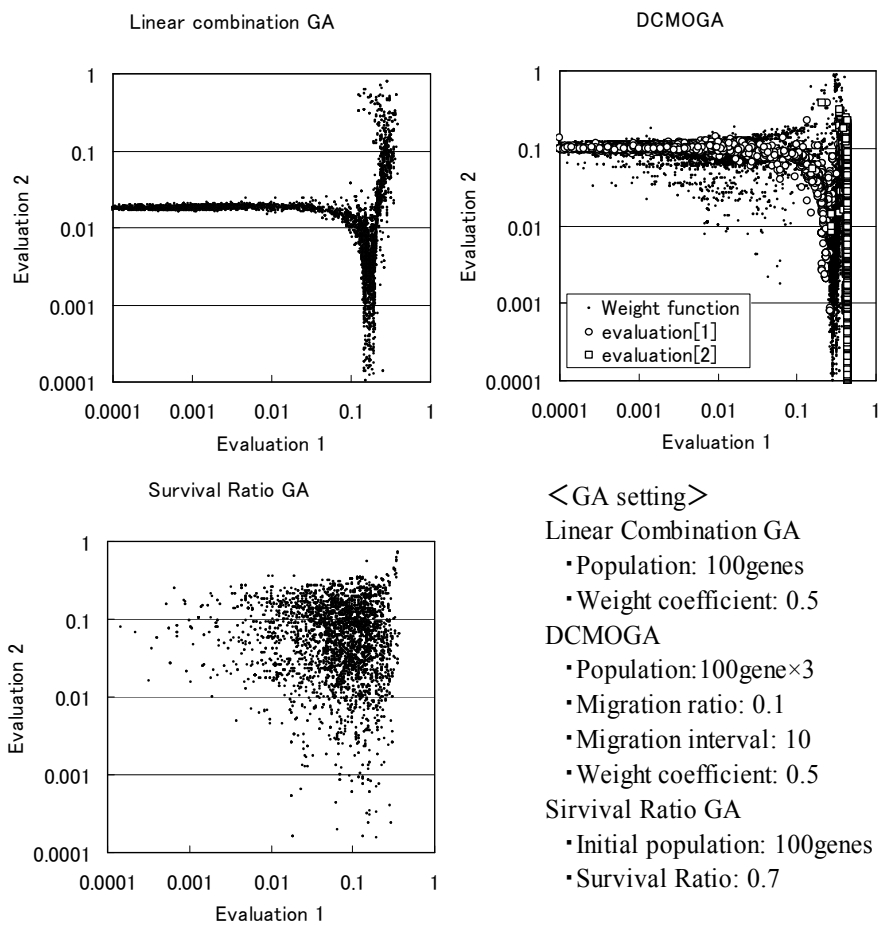 Linear combination GA
1
0.1
0.01
0.001
0.0001
Evaluation 2
0.0001 0.001 0.01 0.1 1
Evaluation 1
DCMOGA
1
0.1
0.01
0.001
0.0001
Evaluation 2
Weight function
evaluation[1]
evaluation[2]
0.0001 0.01 0.1 1
Evaluation 1
Survival Ratio GA
1
0.1
0.01
0.001
0.0001
Evaluation 2
0.0001 0.001 0.01 0.1 1
Evaluation 1
<GA setting>
Linear Combination GA
・Population: 100genes
・Weight coefficient: 0.5
DCMOGA
・Population:100gene×3
・Migration ratio: 0.1
・Migration interval: 10
・Weight coefficient: 0.5
Sirvival Ratio GA
・Initial population: 100genes
・Survival Ratio: 0.7